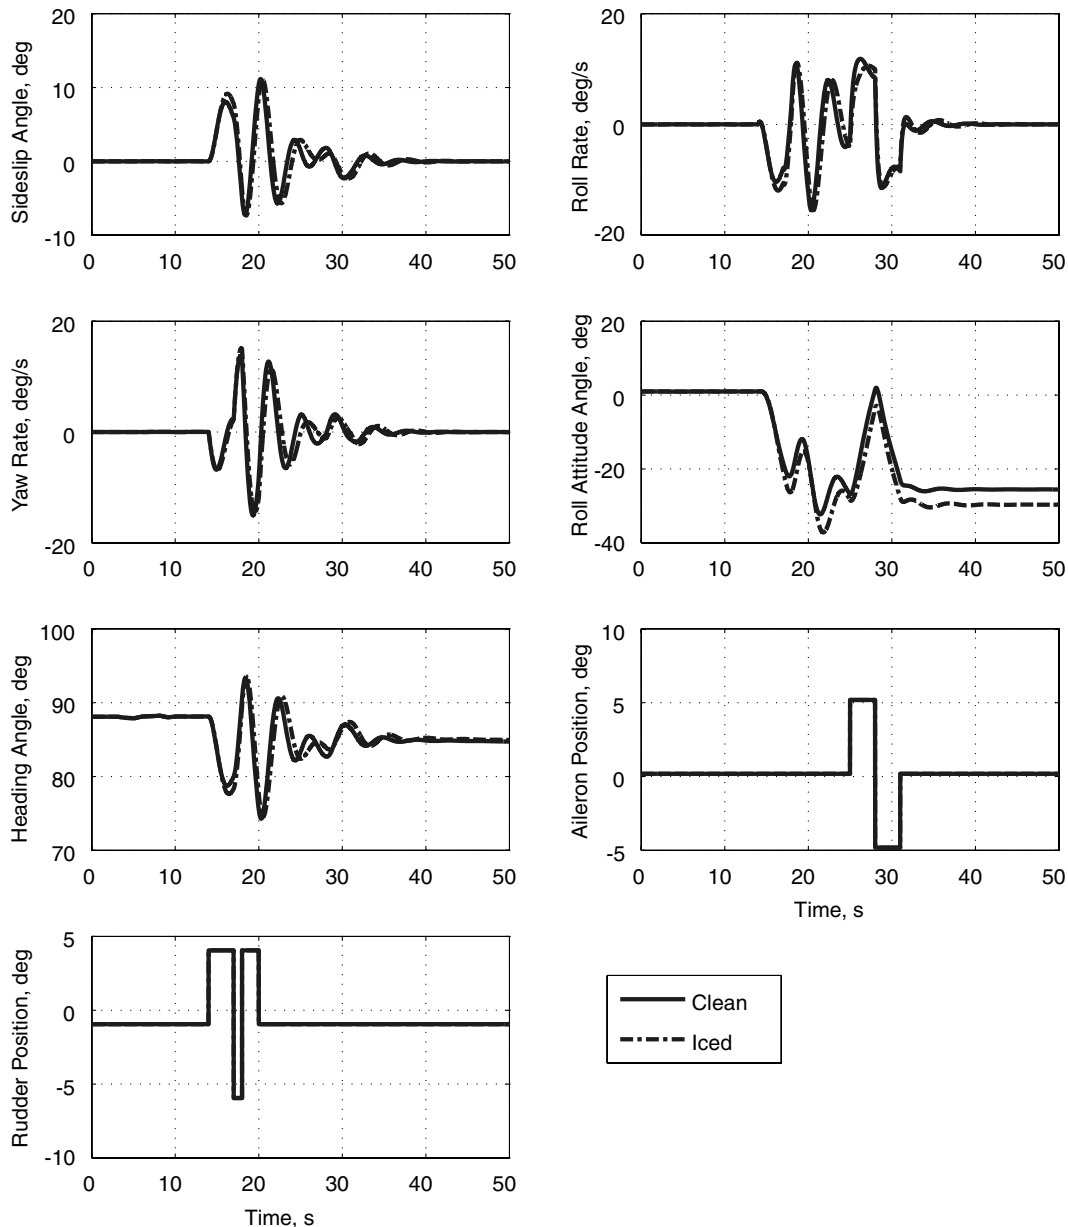 20
10
0
-10
Sideslip Angle, deg
0 10 20 30 40 50
20
0
-20
Roll Rate, deg/s
0 10 20 30 40 50
20
0
-20
Yaw Rate, deg/s
0 10 20 30 40 50
20
0
-20
-40
Roll Attitude Angle, deg
0 10 20 30 40 50
100
90
80
70
Heading Angle, deg
0 10 20 30 40 50
10
5
0
-5
Aileron Position, deg
0 10 20 30 40 50
Time, s
5
0
-5
-10
Rudder Position, deg
0 10 20 30 40 50
Time, s
Clean
Iced